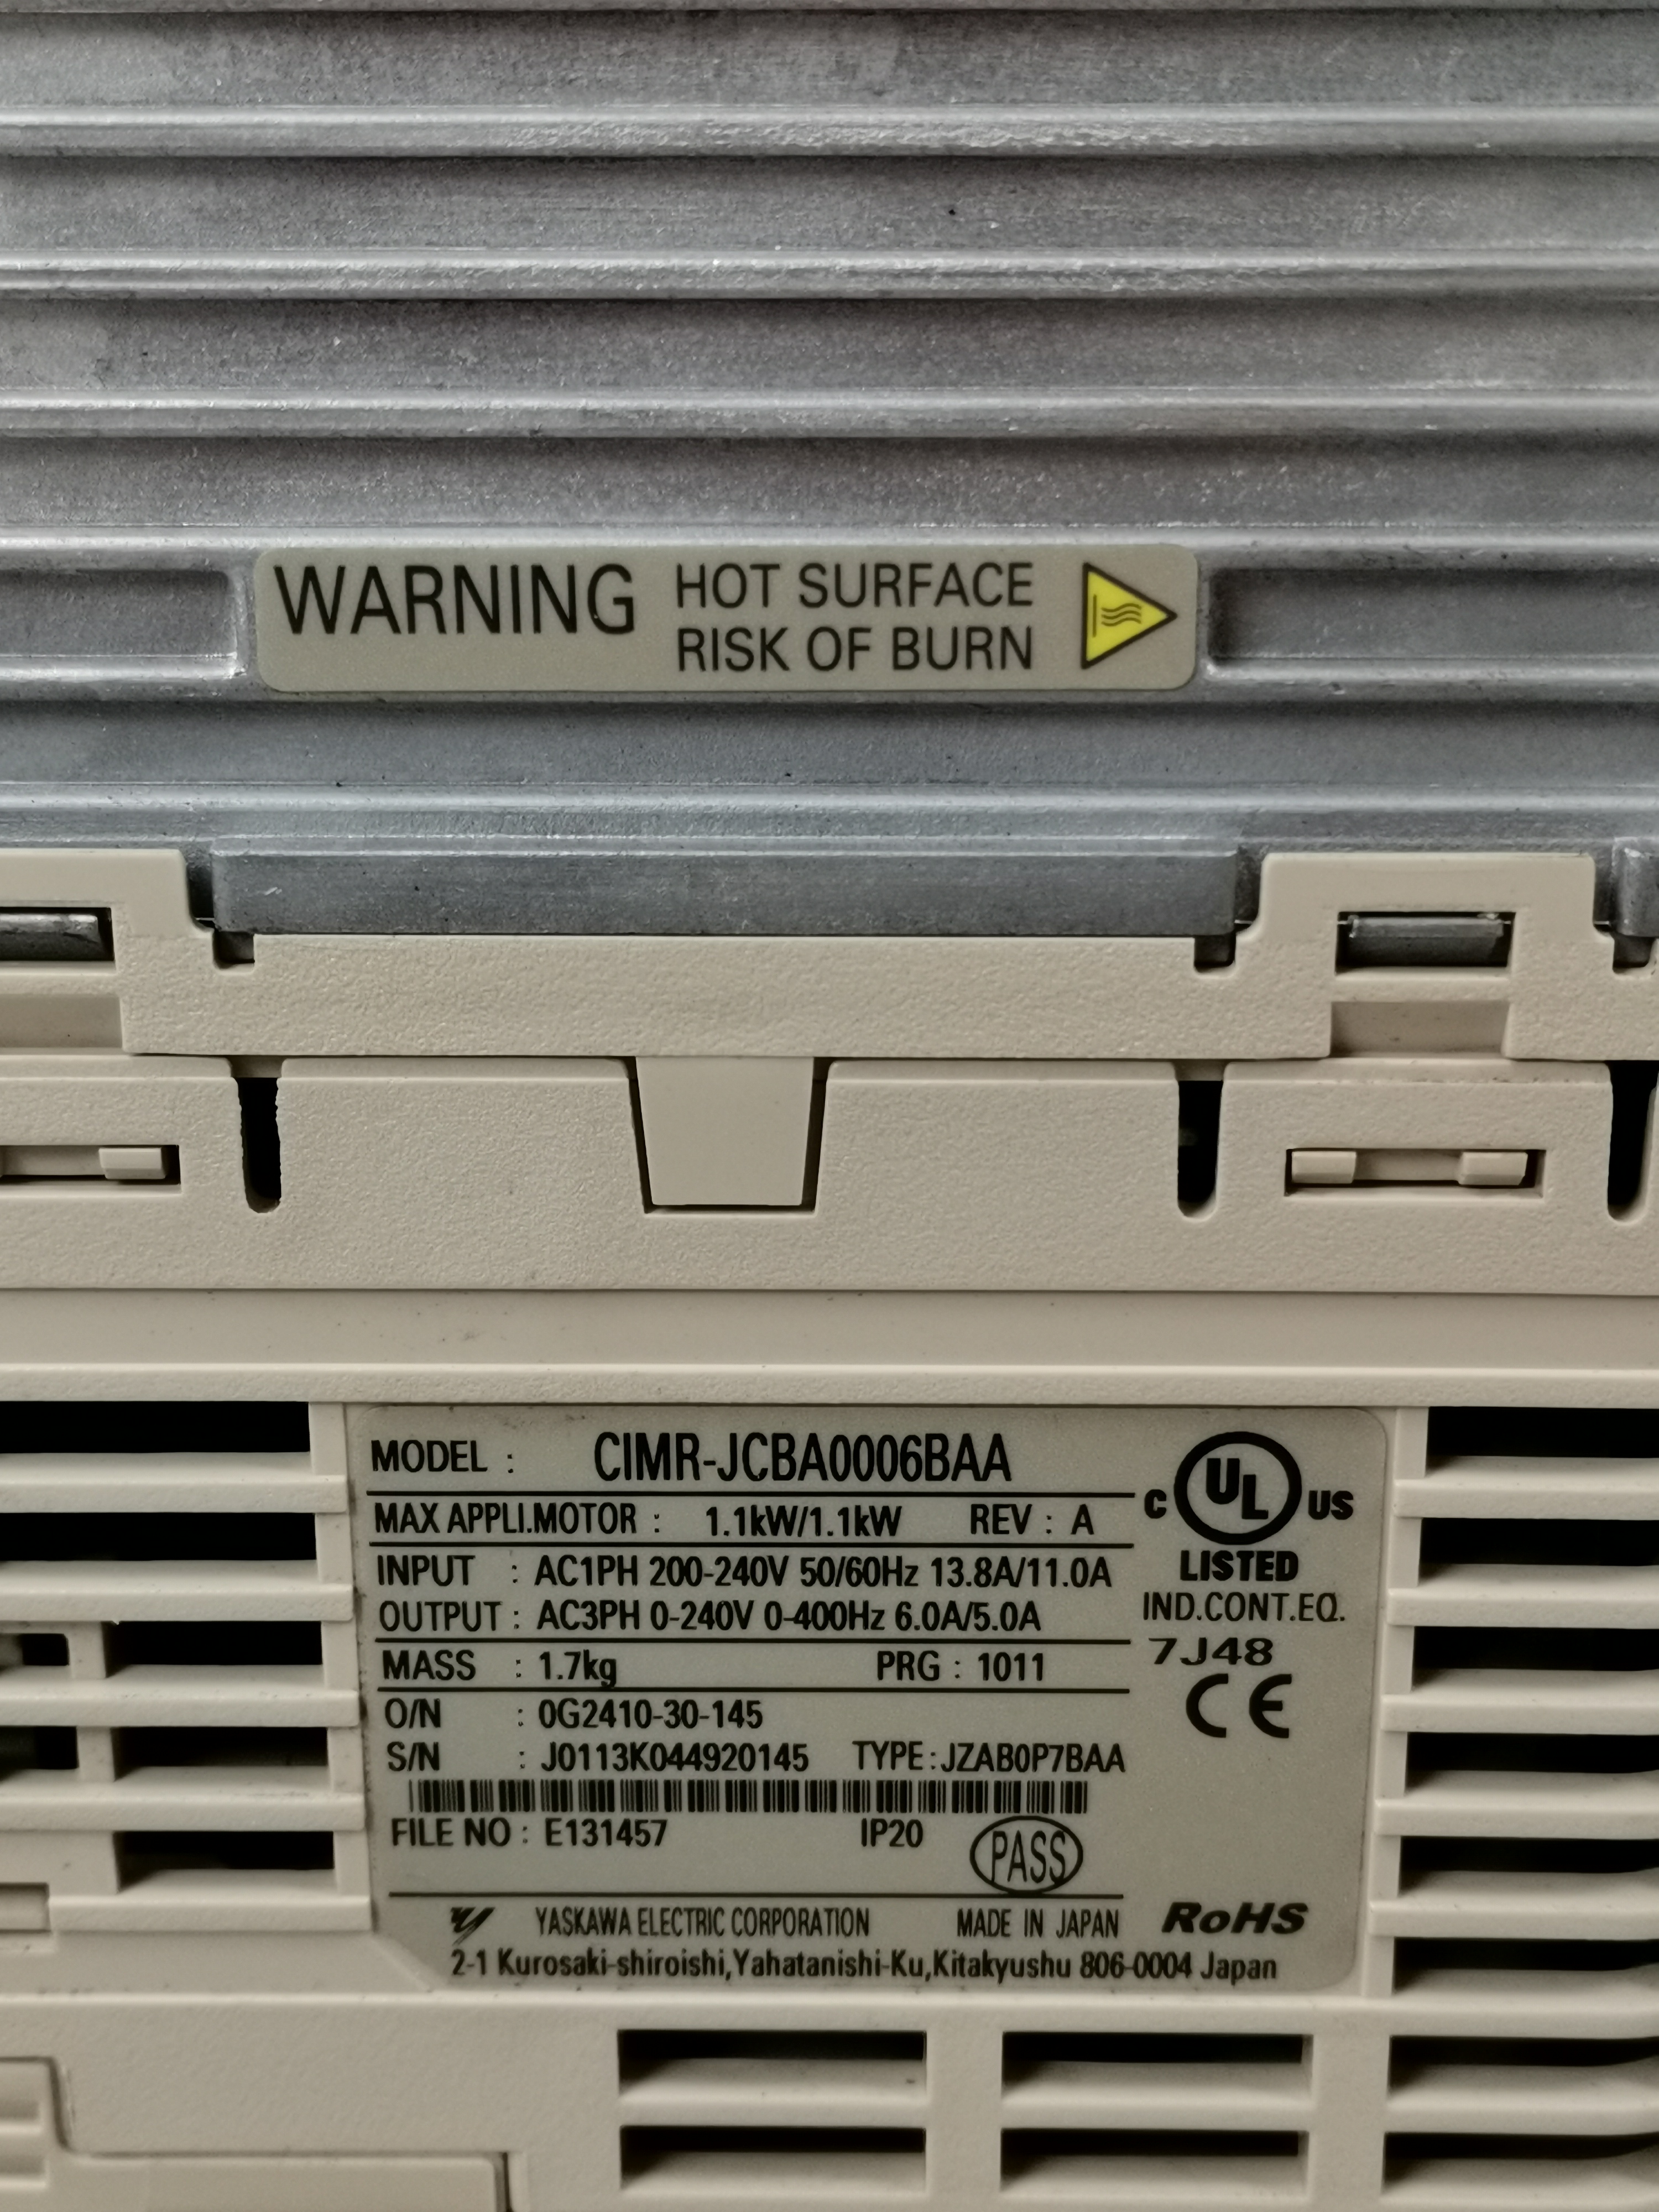 WARNING HOT SURFACE
RISK OF BURN
MODEL : CIMR-JCBA0006BAA
MAX APPLI.MOTOR : 1.1kW/1.1kW REV : A
INPUT : AC1PH 200-240V 50/60Hz 13.8A/11.0A
OUTPUT : AC3PH 0-240V 0-400Hz 6.0A/5.0A
MASS : 1.7kg PRG : 1011
O/N : 0G2410-30-145
S/N : J0113K044920145 TYPE : JZAB0P7BAA
FILE NO : E131457 IP20 PASS
C UL US
LISTED
IND.CONT.EQ.
7J48
CE
RoHS
YASKAWA ELECTRIC CORPORATION MADE IN JAPAN
2-1 Kurosaki-shiroishi,Yahatanishi-Ku,Kitakyushu 806-0004 Japan